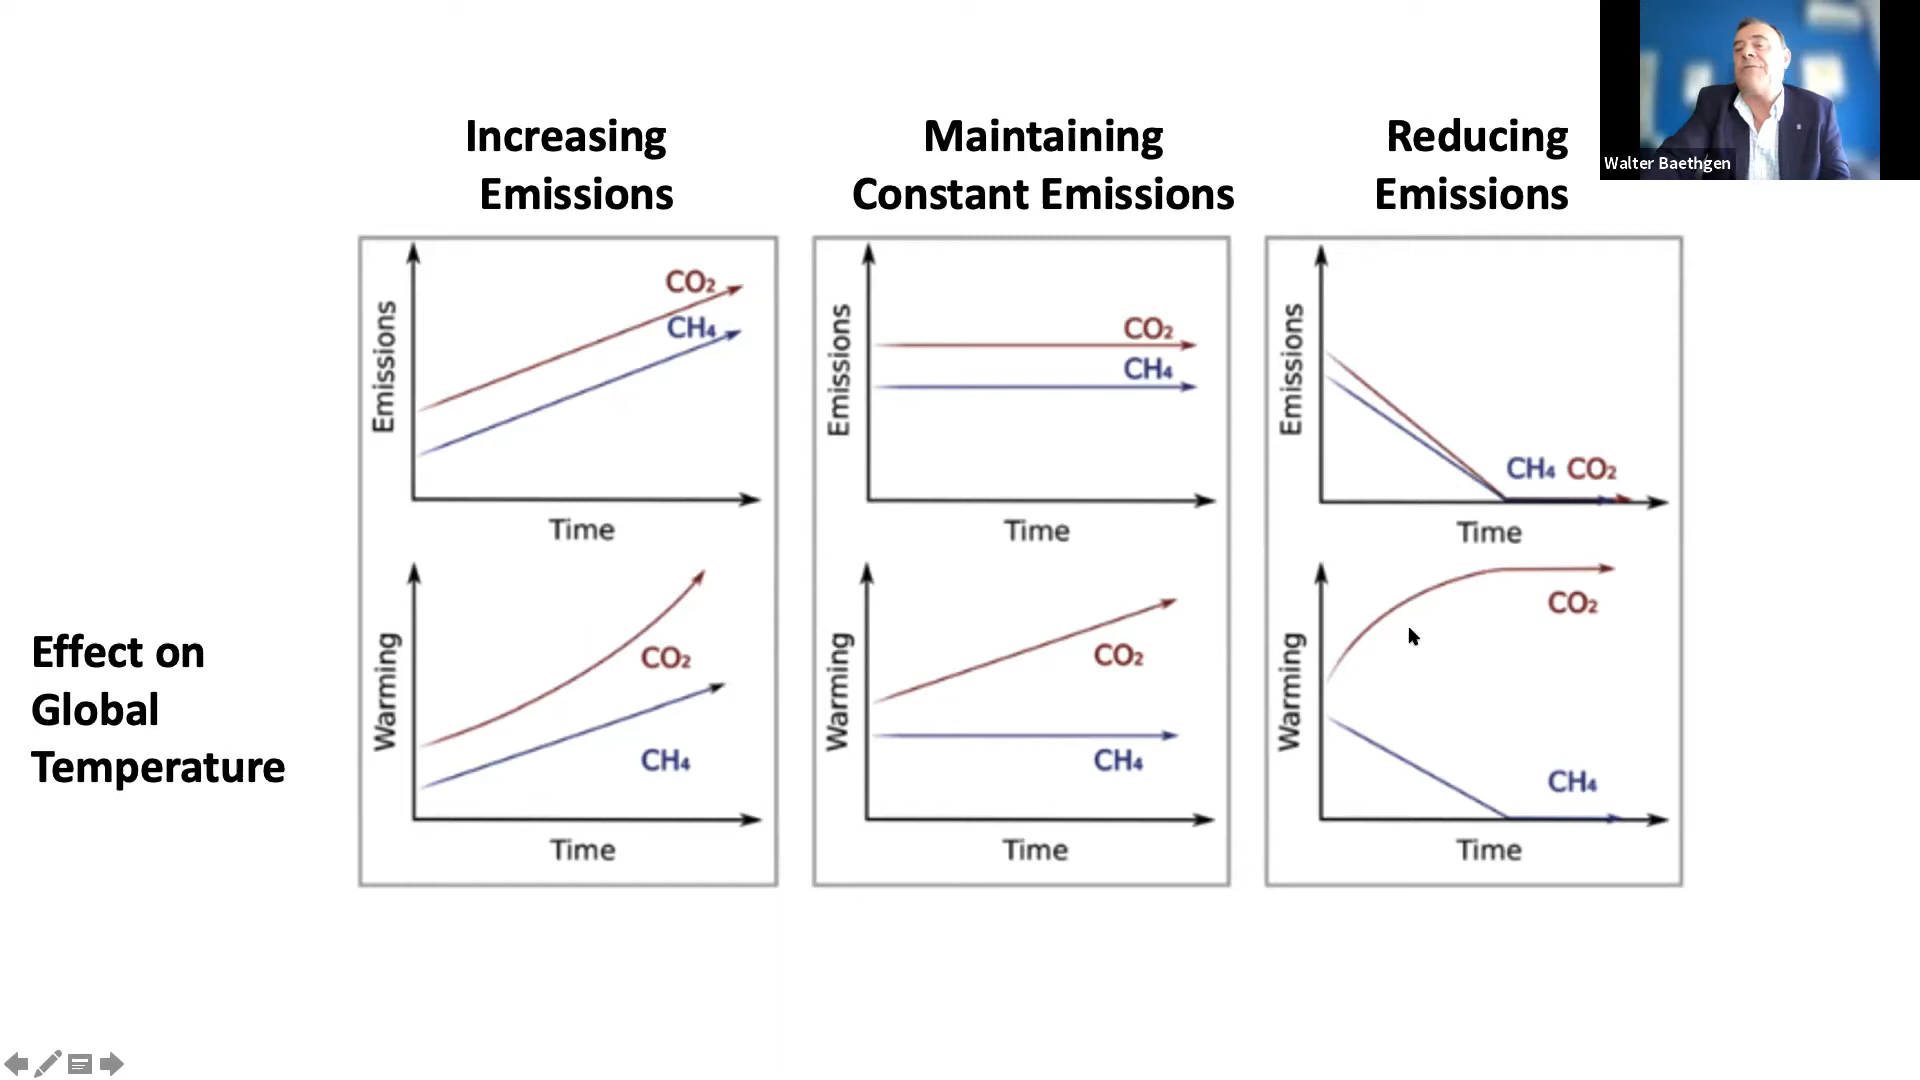 Walter Baethgen
Increasing
Emissions
Maintaining
Constant Emissions
Reducing
Emissions
Emissions
CO₂
CH₄
Time
Emissions
CO₂
CH₄
Time
Emissions
CH₄ CO₂
Time
Effect on
Global
Temperature
Warming
CO₂
CH₄
Time
Warming
CO₂
CH₄
Time
Warming
CO₂
CH₄
Time